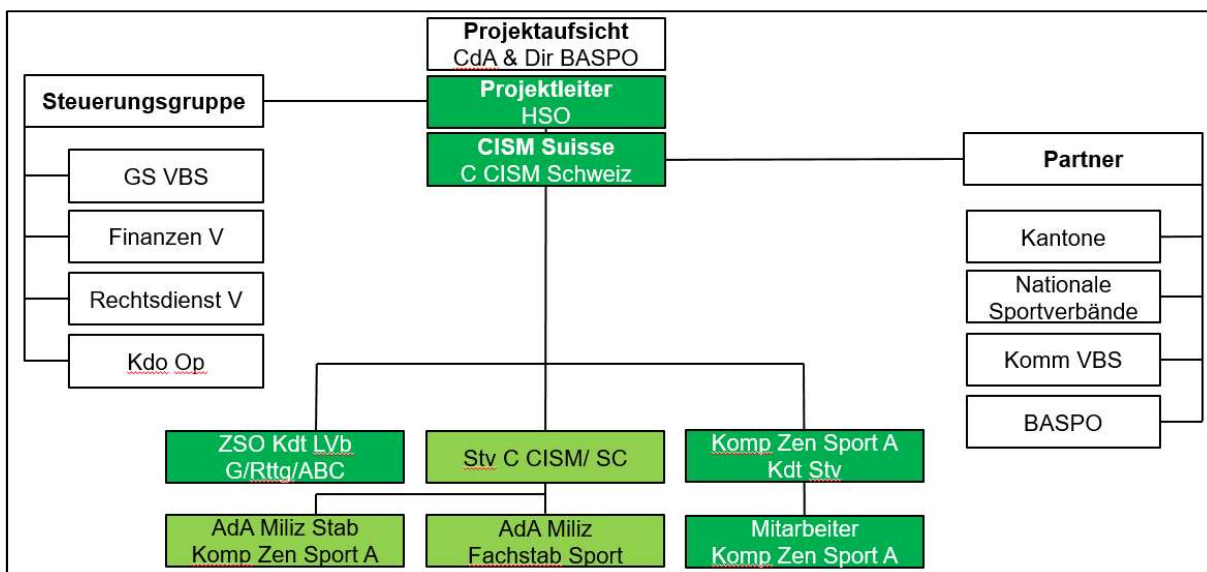 Projektaufsicht
CdA & Dir BASPO
Projektleiter
HSO
CISM Suisse
C CISM Schweiz
Steuerungsgruppe
GS VBS
Finanzen V
Rechtsdienst V
Kdo Op
Partner
Kantone
Nationale
Sportverbände
Komm VBS
BASPO
ZSO Kdt LVb
G/Rttg/ABC
Stv C CISM/ SC
Komp Zen Sport A
Kdt Stv
AdA Miliz Stab
Komp Zen Sport A
AdA Miliz
Fachstab Sport
Mitarbeiter
Komp Zen Sport A